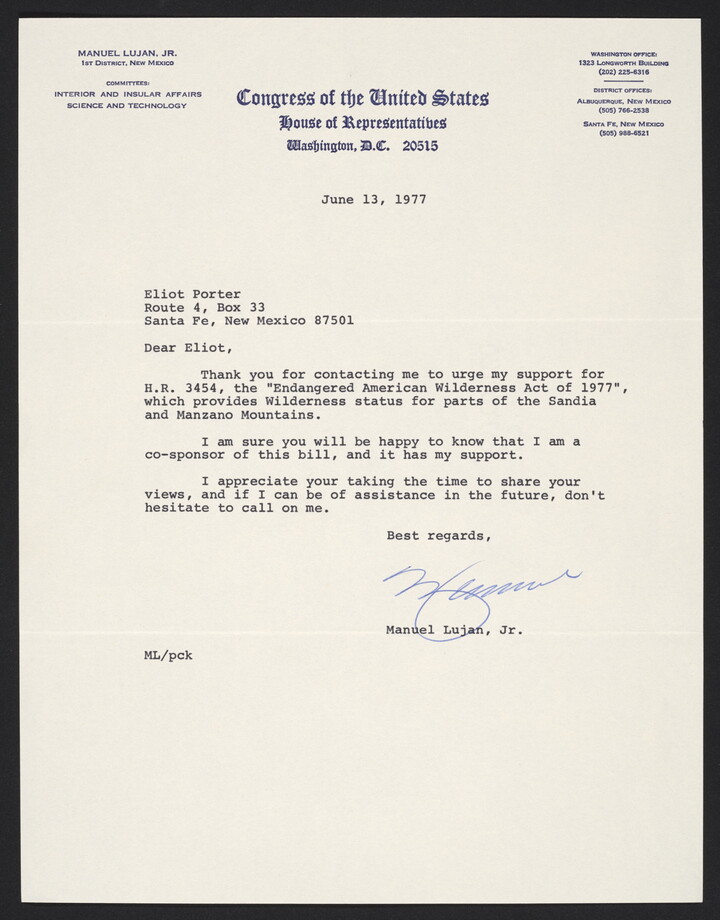 MANUEL LUJAN, JR.
1ST DISTRICT, NEW MEXICO
COMMITTEES:
INTERIOR AND INSULAR AFFAIRS
SCIENCE AND TECHNOLOGY
Congress of the United States
House of Representatives
Washington, D.C. 20515
WASHINGTON OFFICE:
1323 LONGWORTH BUILDING
(202) 225-6316
DISTRICT OFFICES:
ALBUQUERQUE, NEW MEXICO
(505) 766-2538
SANTA FE, NEW MEXICO
(505) 988-6521
June 13, 1977
Eliot Porter
Route 4, Box 33
Santa Fe, New Mexico 87501
Dear Eliot,
Thank you for contacting me to urge my support for
H.R. 3454, the "Endangered American Wilderness Act of 1977",
which provides Wilderness status for parts of the Sandia
and Manzano Mountains.
I am sure you will be happy to know that I am a
co-sponsor of this bill, and it has my support.
I appreciate your taking the time to share your
views, and if I can be of assistance in the future, don't
hesitate to call on me.
Best regards,
Manuel Lujan, Jr.
ML/pck